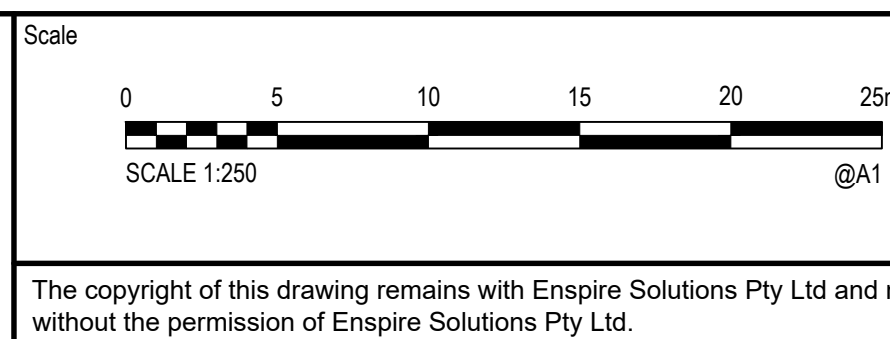 Scale
0 5 10 15 20 25
SCALE 1:250 @A1
The copyright of this drawing remains with Enspire Solutions Pty Ltd and
without the permission of Enspire Solutions Pty Ltd.